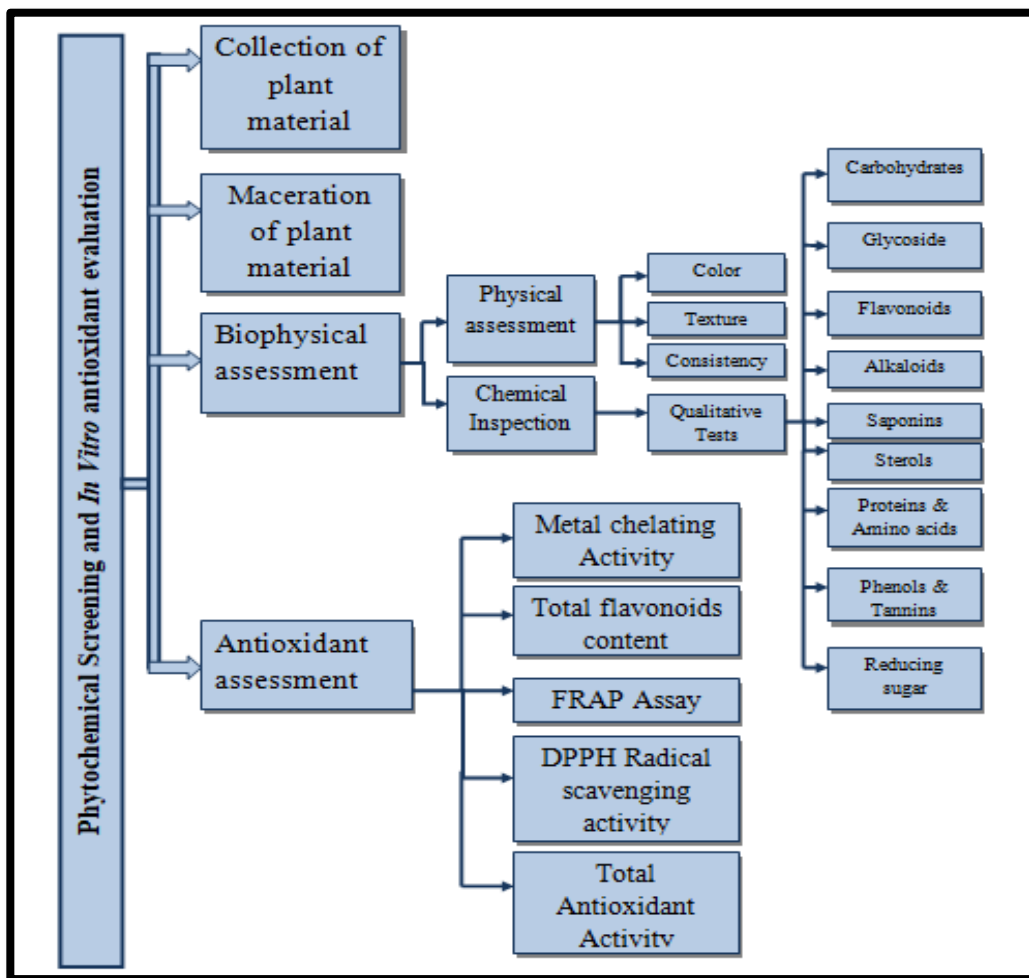 Phytochemical Screening and In Vitro antioxidant evaluation
Collection of
plant
material
Maceration
of plant
material
Biophysical
assessment
Physical
assessment
Color
Texture
Consistency
Chemical
Inspection
Qualitative
Tests
Carbohydrates
Glycoside
Flavonoids
Alkaloids
Saponins
Sterols
Proteins &
Amino acids
Phenols &
Tannins
Reducing
sugar
Antioxidant
assessment
Metal chelating
Activity
Total flavonoids
content
FRAP Assay
DPPH Radical
scavenging
activity
Total
Antioxidant
Activity